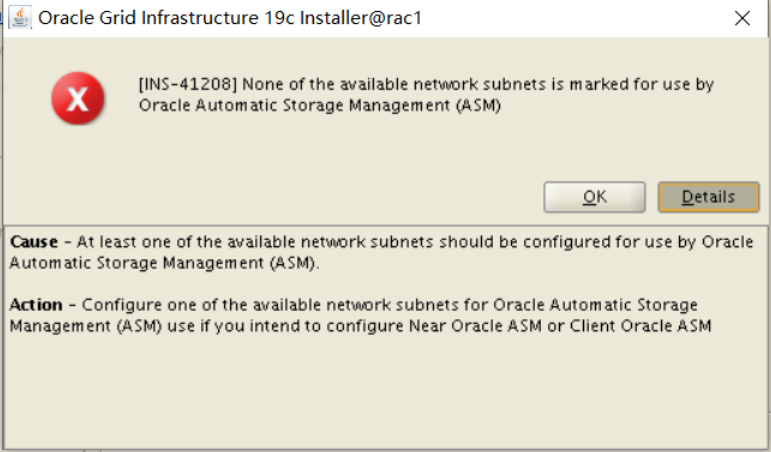 Oracle Grid Infrastructure 19c Installer@rac1
[INS-41208] None of the available network subnets is marked for use by
Oracle Automatic Storage Management (ASM)
OK
Details
Cause - At least one of the available network subnets should be configured for use by Oracle
Automatic Storage Management (ASM).
Action - Configure one of the available network subnets for Oracle Automatic Storage
Management (ASM) use if you intend to configure Near Oracle ASM or Client Oracle ASM